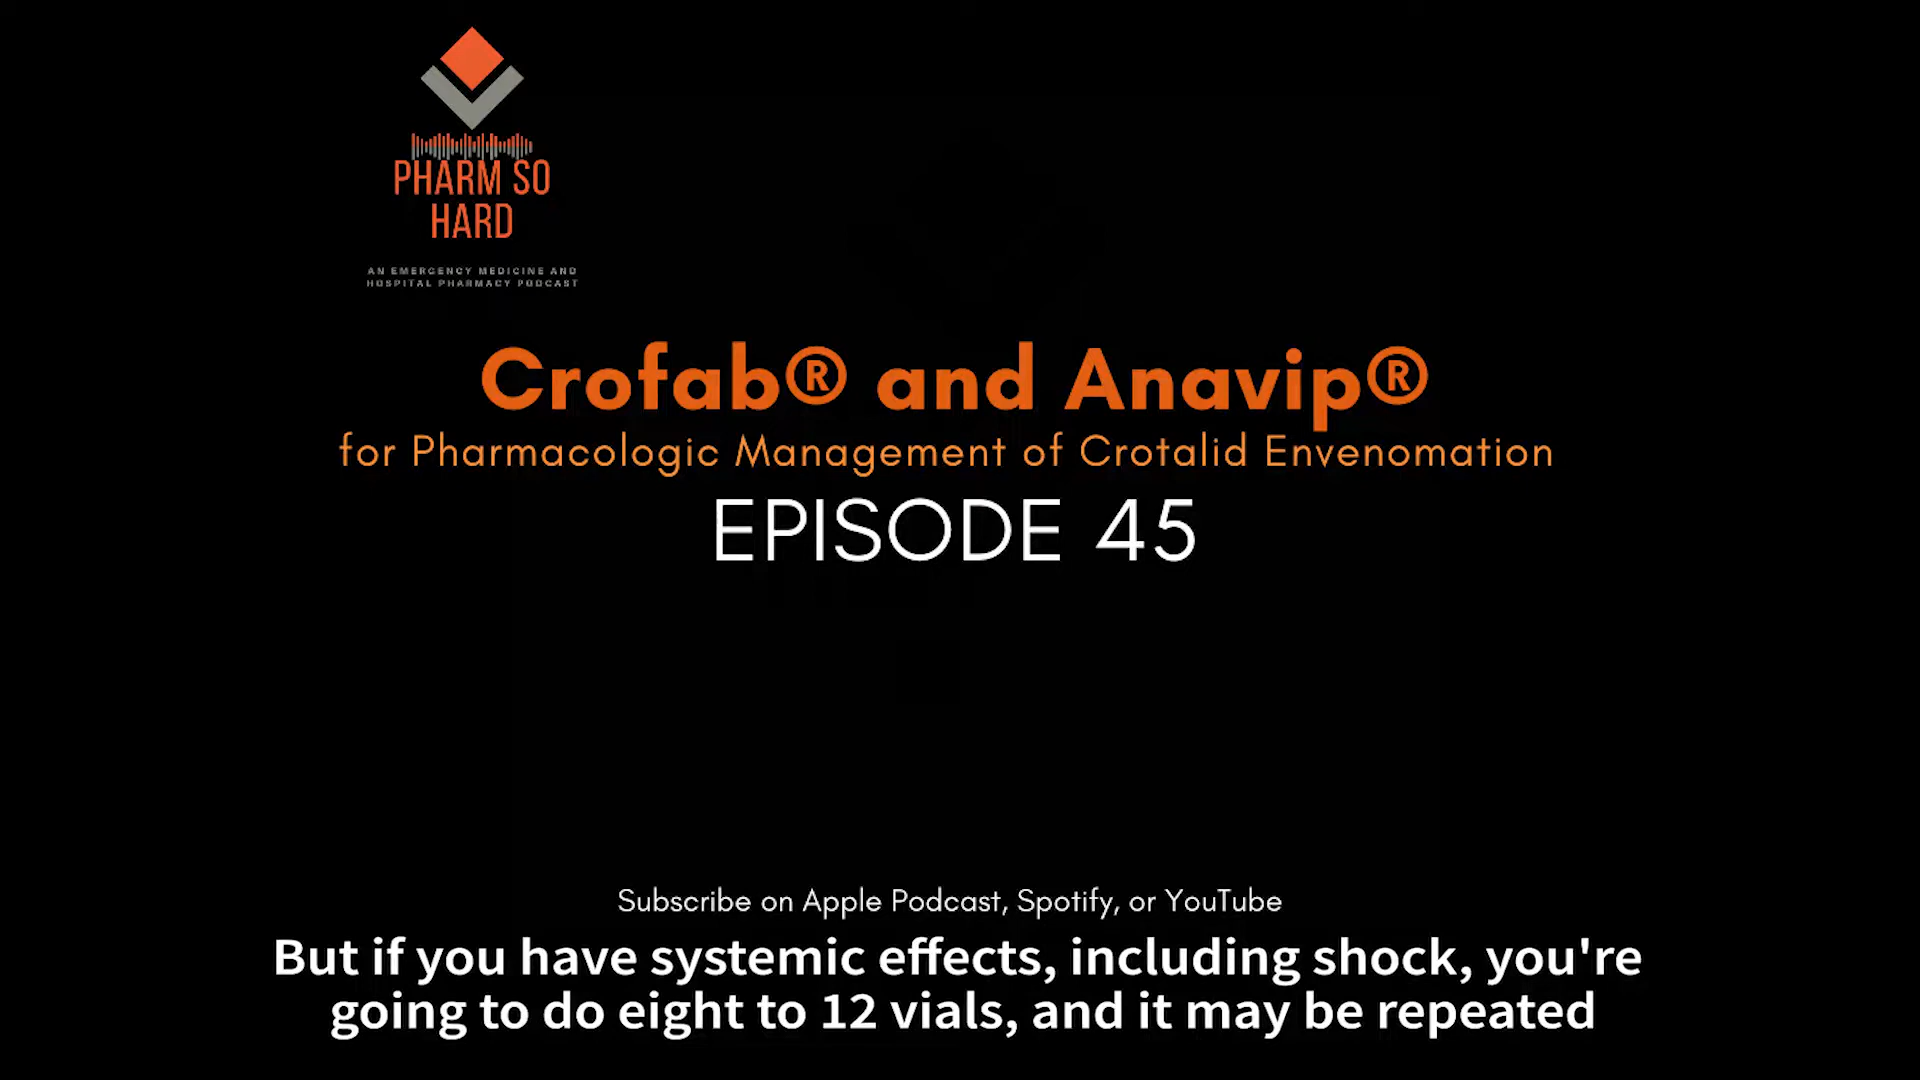 PHARM SO
HARD
AN EMERGENCY MEDICINE AND
HOSPITAL PHARMACY PODCAST
Crofab® and Anavip®
for Pharmacologic Management of Crotalid Envenomation
EPISODE 45
Subscribe on Apple Podcast, Spotify, or YouTube
But if you have systemic effects, including shock, you're
going to do eight to 12 vials, and it may be repeated